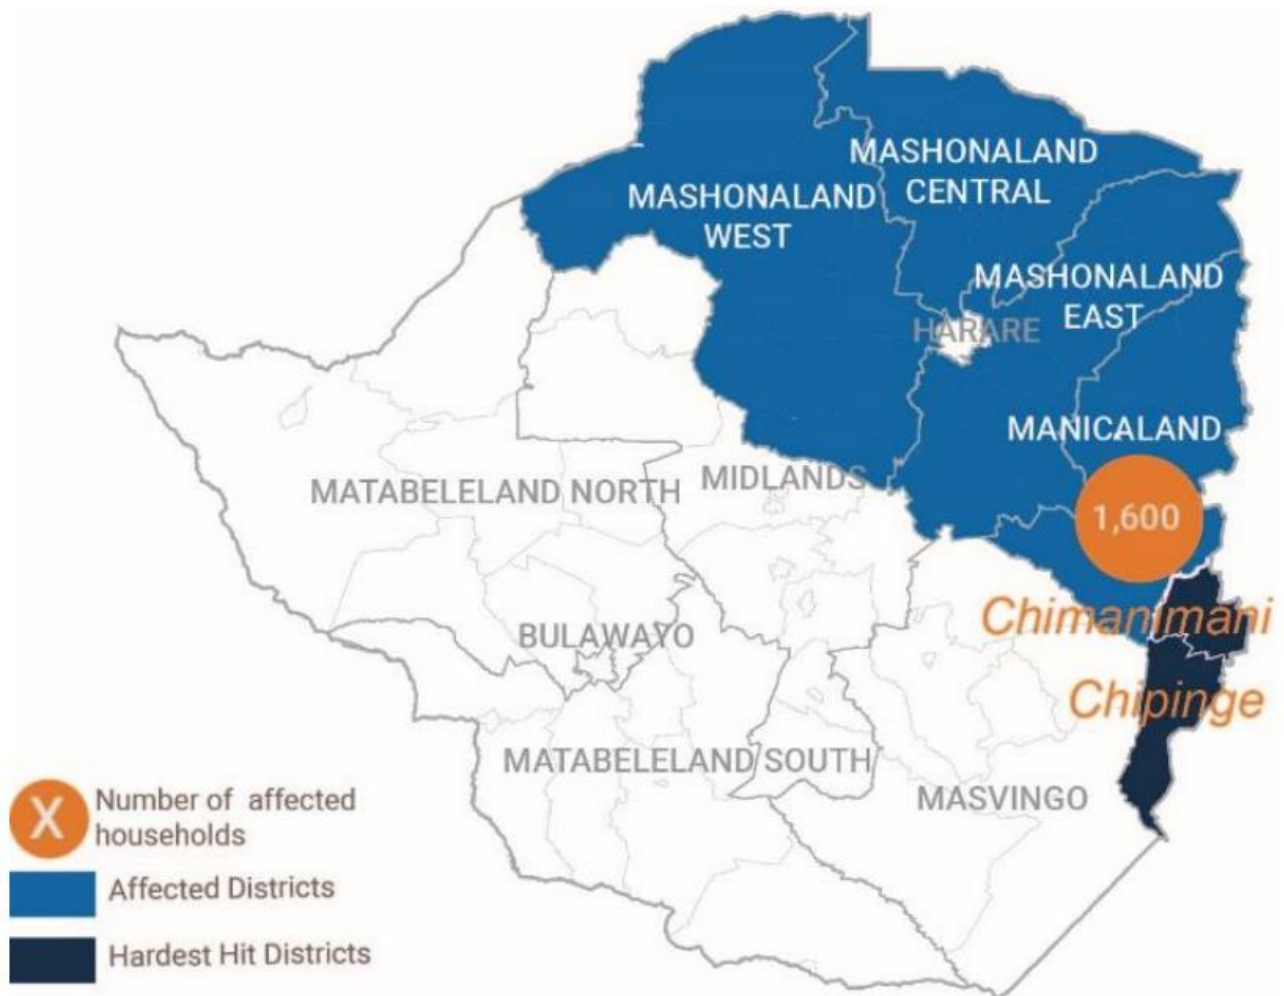 MASHONALAND
CENTRAL
MASHONALAND
WEST
MASHONALAND
EAST
HARARE
MANICALAND
MATABELELAND NORTH
MIDLANDS
1,600
Chimanimani
BULAWAYO
Chipinge
MATABELELAND SOUTH
MASVINGO
X
Number of affected
households
Affected Districts
Hardest Hit Districts